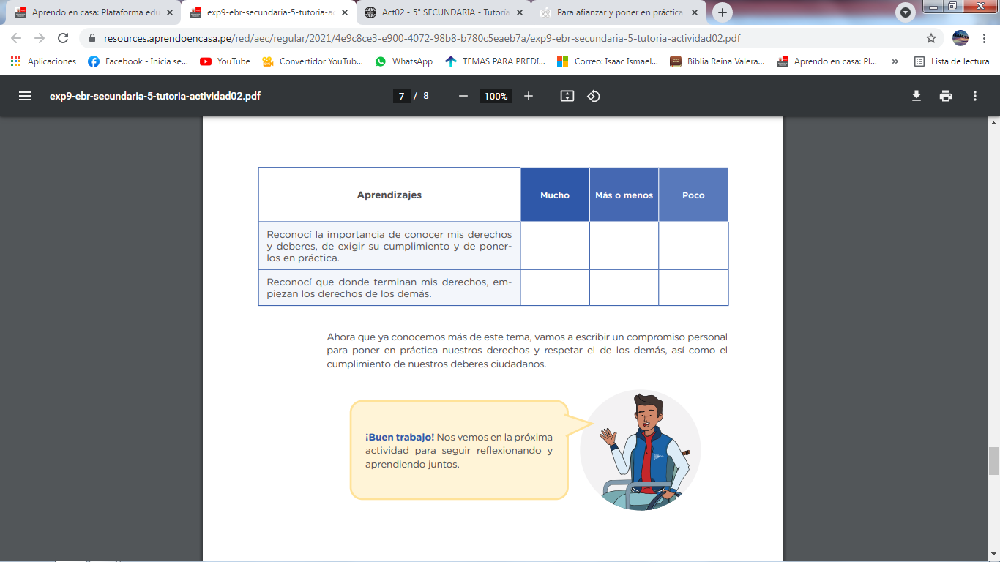 Aprendo en casa: Plataforma edu
exp9-ebr-secundaria-5-tutoria-ac
Act02 - 5° SECUNDARIA - Tutoría
Para afianzar y poner en práctica
resources.aprendoencasa.pe/red/aec/regular/2021/4e9c8ce3-e900-4072-98b8-b780c5eaeb7a/exp9-ebr-secundaria-5-tutoria-actividad02.pdf
Aplicaciones
Facebook - Inicia se...
YouTube
Convertidor YouTub...
WhatsApp
TEMAS PARA PREDI...
Correo: Isaac Ismael...
Biblia Reina Valera...
Aprendo en casa: Pl...
»
Lista de lectura
exp9-ebr-secundaria-5-tutoria-actividad02.pdf
7 / 8
100%
Aprendizajes
Mucho
Más o menos
Poco
Reconocí la importancia de conocer mis derechos
y deberes, de exigir su cumplimiento y de poner-
los en práctica.
Reconocí que donde terminan mis derechos, em-
piezan los derechos de los demás.
Ahora que ya conocemos más de este tema, vamos a escribir un compromiso personal
para poner en práctica nuestros derechos y respetar el de los demás, así como el
cumplimiento de nuestros deberes ciudadanos.
¡Buen trabajo! Nos vemos en la próxima
actividad para seguir reflexionando y
aprendiendo juntos.